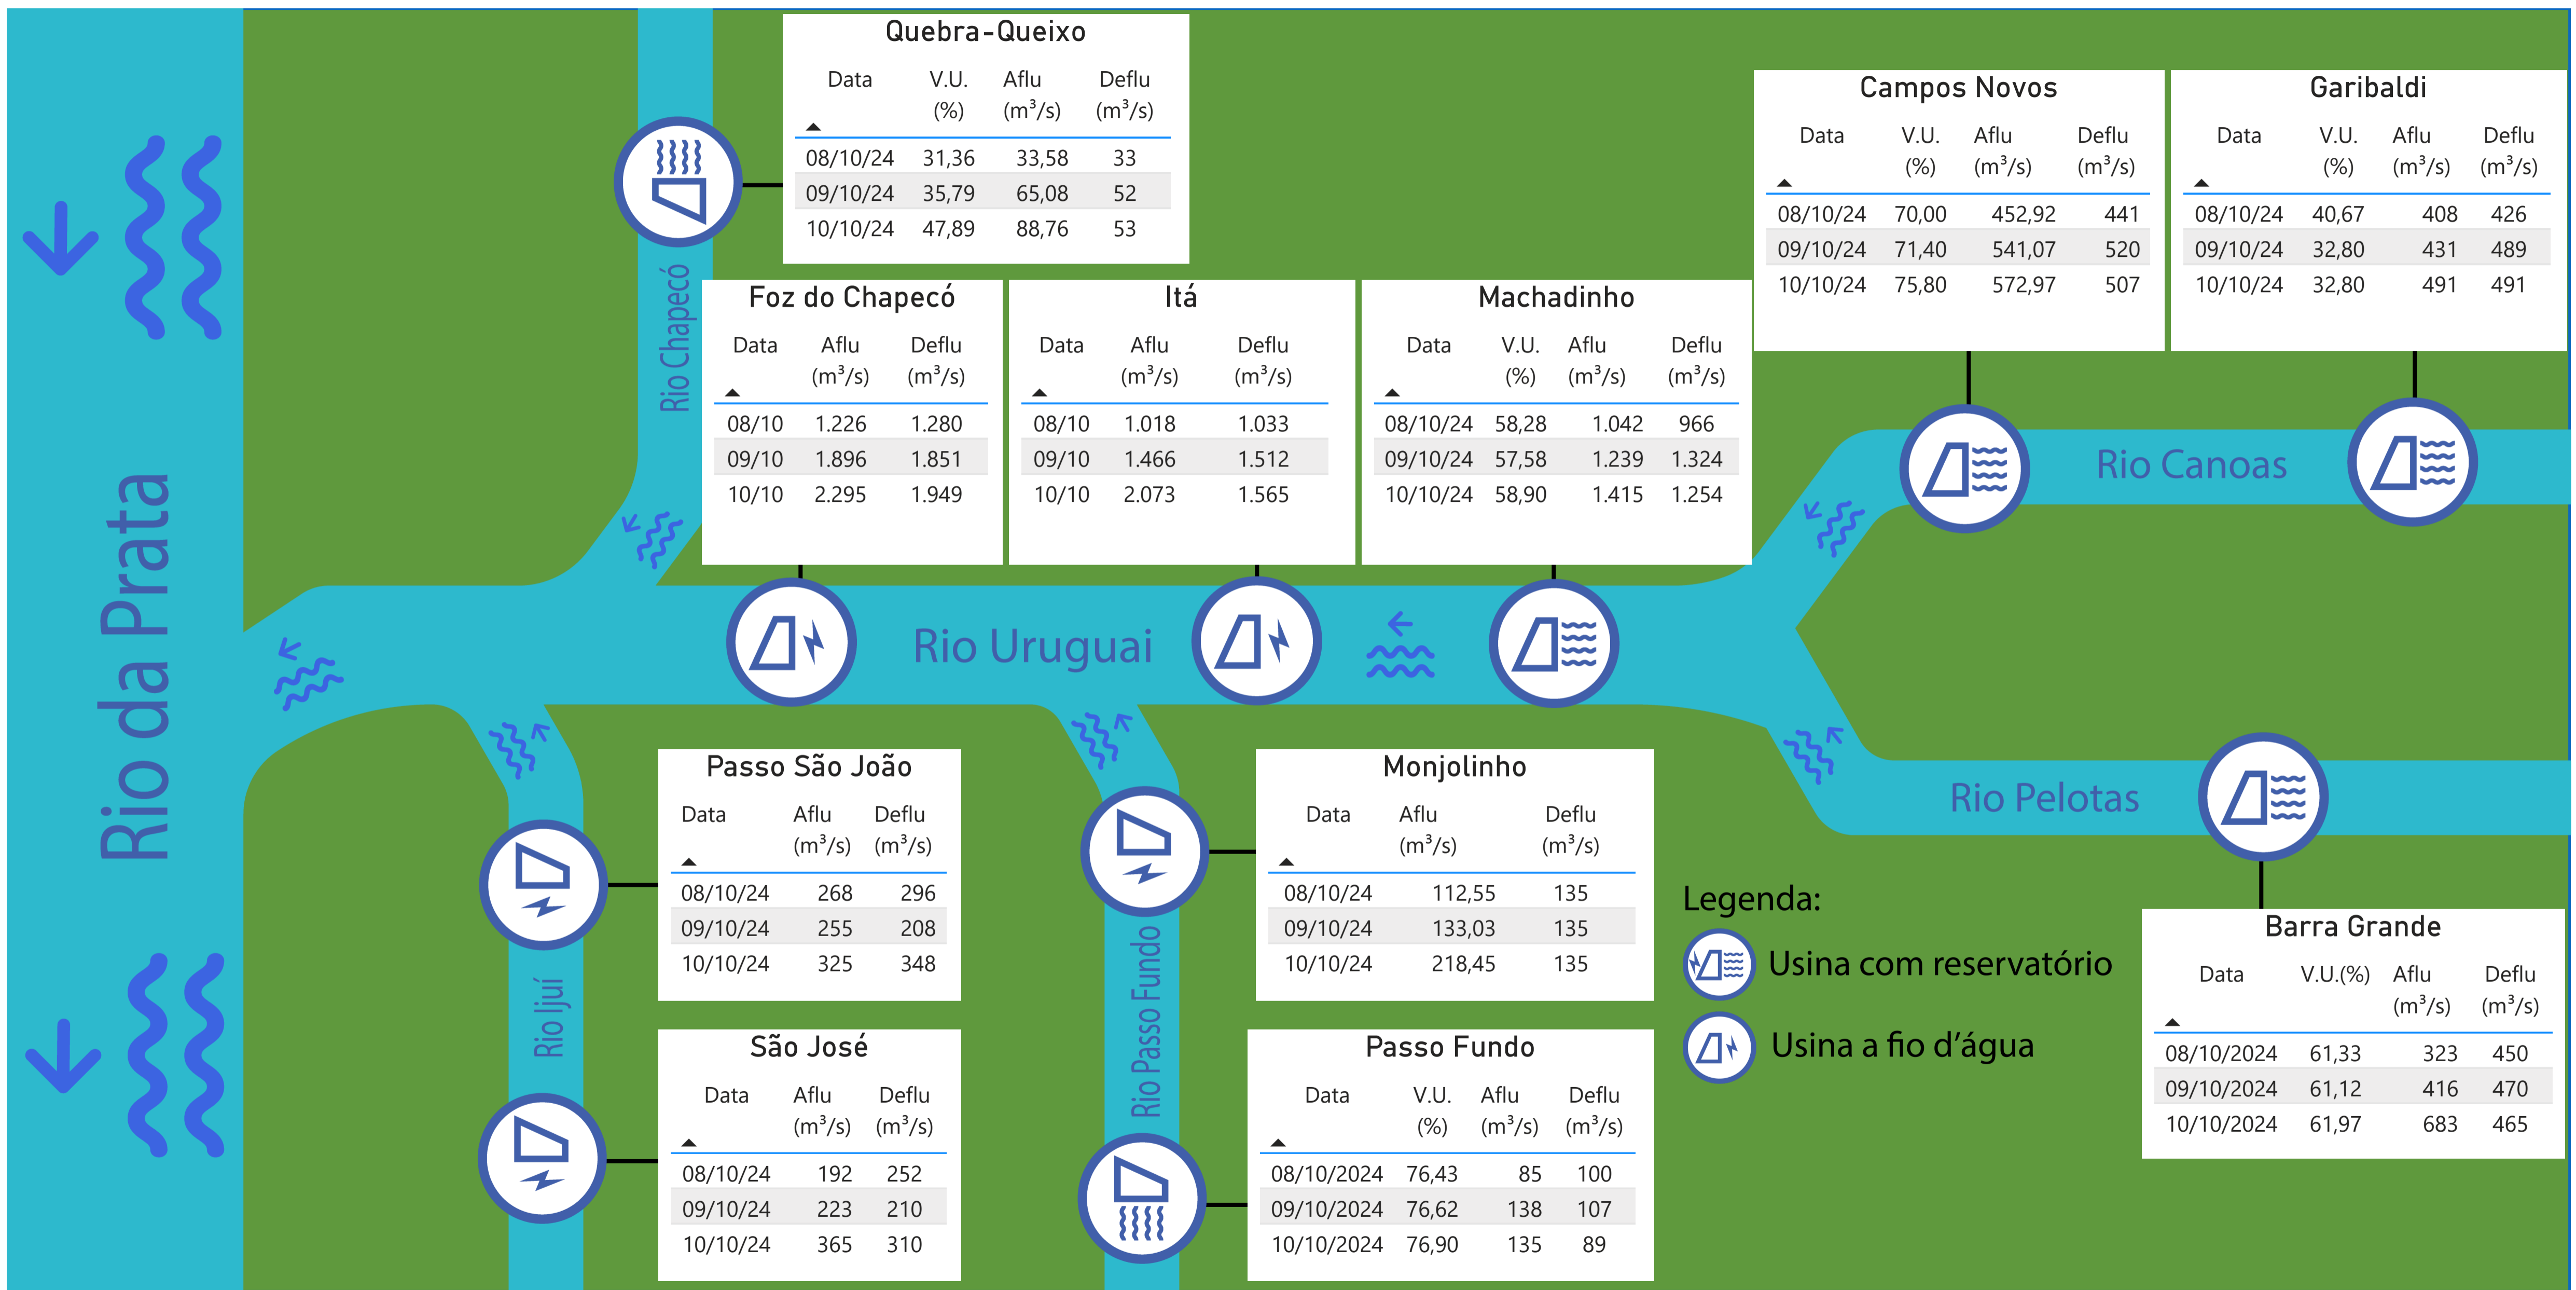 Quebra-Queixo
Data V.U. Aflu Deflu
(%) (m³/s) (m³/s)
08/10/24 31,36 33,58 33
09/10/24 35,79 65,08 52
10/10/24 47,89 88,76 53
Campos Novos
Data V.U. Aflu Deflu
(%) (m³/s) (m³/s)
08/10/24 70,00 452,92 441
09/10/24 71,40 541,07 520
10/10/24 75,80 572,97 507
Garibaldi
Data V.U. Aflu Deflu
(%) (m³/s) (m³/s)
08/10/24 40,67 408 426
09/10/24 32,80 431 489
10/10/24 32,80 491 491
Rio Chapecó
Foz do Chapecó
Data Aflu Deflu
(m³/s) (m³/s)
08/10 1.226 1.280
09/10 1.896 1.851
10/10 2.295 1.949
Itá
Data Aflu Deflu
(m³/s) (m³/s)
08/10 1.018 1.033
09/10 1.466 1.512
10/10 2.073 1.565
Machadinho
Data V.U. Aflu Deflu
(%) (m³/s) (m³/s)
08/10/24 58,28 1.042 966
09/10/24 57,58 1.239 1.324
10/10/24 58,90 1.415 1.254
Rio Canoas
Rio da Prata
Rio Uruguai
Rio Pelotas
Passo São João
Data Aflu Deflu
(m³/s) (m³/s)
08/10/24 268 296
09/10/24 255 208
10/10/24 325 348
Monjolinho
Data Aflu Deflu
(m³/s) (m³/s)
08/10/24 112,55 135
09/10/24 133,03 135
10/10/24 218,45 135
Legenda:
Usina com reservatório
Usina a fio d’água
Barra Grande
Data V.U.(%) Aflu Deflu
(m³/s) (m³/s)
08/10/2024 61,33 323 450
09/10/2024 61,12 416 470
10/10/2024 61,97 683 465
Rio Ijuí
São José
Data Aflu Deflu
(m³/s) (m³/s)
08/10/24 192 252
09/10/24 223 210
10/10/24 365 310
Rio Passo Fundo
Passo Fundo
Data V.U. Aflu Deflu
(%) (m³/s) (m³/s)
08/10/2024 76,43 85 100
09/10/2024 76,62 138 107
10/10/2024 76,90 135 89